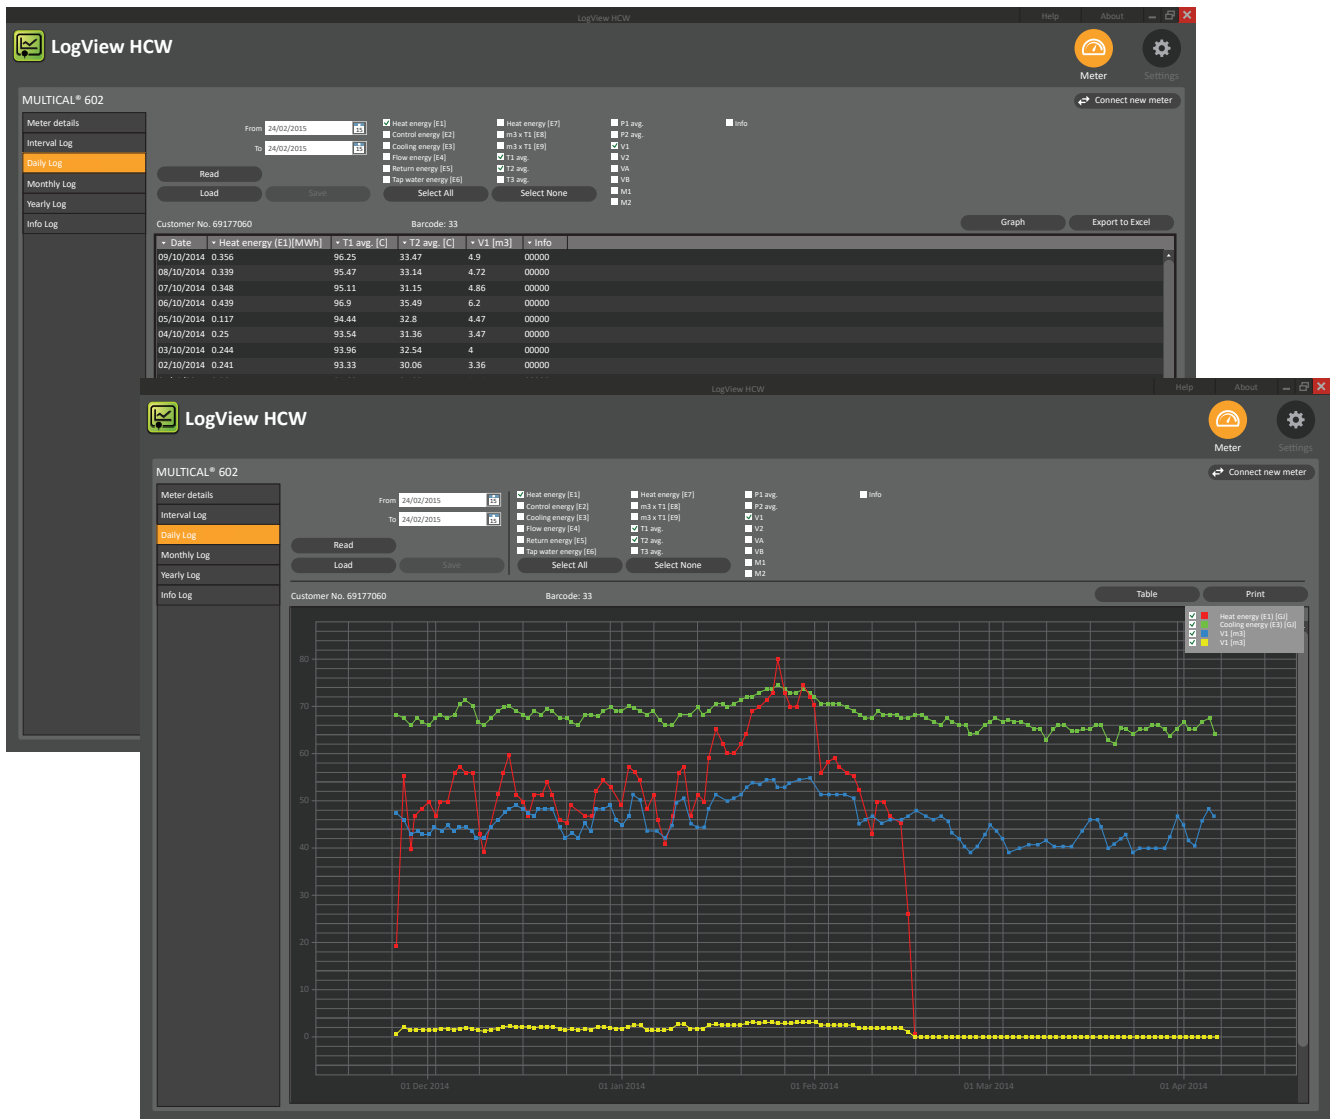 LogView HCW
Help
About
LogView HCW
Meter
Settings
MULTICAL® 602
Connect new meter
Meter details
Interval Log
Daily Log
Monthly Log
Yearly Log
Info Log
From 24/02/2015 15
To 24/02/2015 15
Read
Load
Save
Heat energy [E1]
Control energy [E2]
Cooling energy [E3]
Flow energy [E4]
Return energy [E5]
Tap water energy [E6]
Heat energy [E7]
m3 x T1 [E8]
m3 x T1 [E9]
T1 avg.
T2 avg.
T3 avg.
P1 avg.
P2 avg.
V1
V2
VA
VB
M1
M2
Info
Select All
Select None
Customer No. 69177060
Barcode: 33
Graph
Export to Excel
Date Heat energy (E1)[MWh] T1 avg. [C] T2 avg. [C] V1 [m3] Info
09/10/2014 0.356 96.25 33.47 4.9 00000
08/10/2014 0.339 95.47 33.14 4.72 00000
07/10/2014 0.348 95.11 31.15 4.86 00000
06/10/2014 0.439 96.9 35.49 6.2 00000
05/10/2014 0.117 94.44 32.8 4.47 00000
04/10/2014 0.25 93.54 31.36 3.47 00000
03/10/2014 0.244 93.96 32.54 4 00000
02/10/2014 0.241 93.33 30.06 3.36 00000
LogView HCW
Help
About
LogView HCW
Meter
Settings
MULTICAL® 602
Connect new meter
Meter details
Interval Log
Daily Log
Monthly Log
Yearly Log
Info Log
From 24/02/2015 15
To 24/02/2015 15
Read
Load
Save
Heat energy [E1]
Control energy [E2]
Cooling energy [E3]
Flow energy [E4]
Return energy [E5]
Tap water energy [E6]
Heat energy [E7]
m3 x T1 [E8]
m3 x T1 [E9]
T1 avg.
T2 avg.
T3 avg.
P1 avg.
P2 avg.
V1
V2
VA
VB
M1
M2
Info
Select All
Select None
Customer No. 69177060
Barcode: 33
Table
Print
Heat energy (E1) [GJ]
Cooling energy (E3) [GJ]
V1 [m3]
V1 [m3]
80
70
60
50
40
30
20
10
0
01 Dec 2014
01 Jan 2014
01 Feb 2014
01 Mar 2014
01 Apr 2014